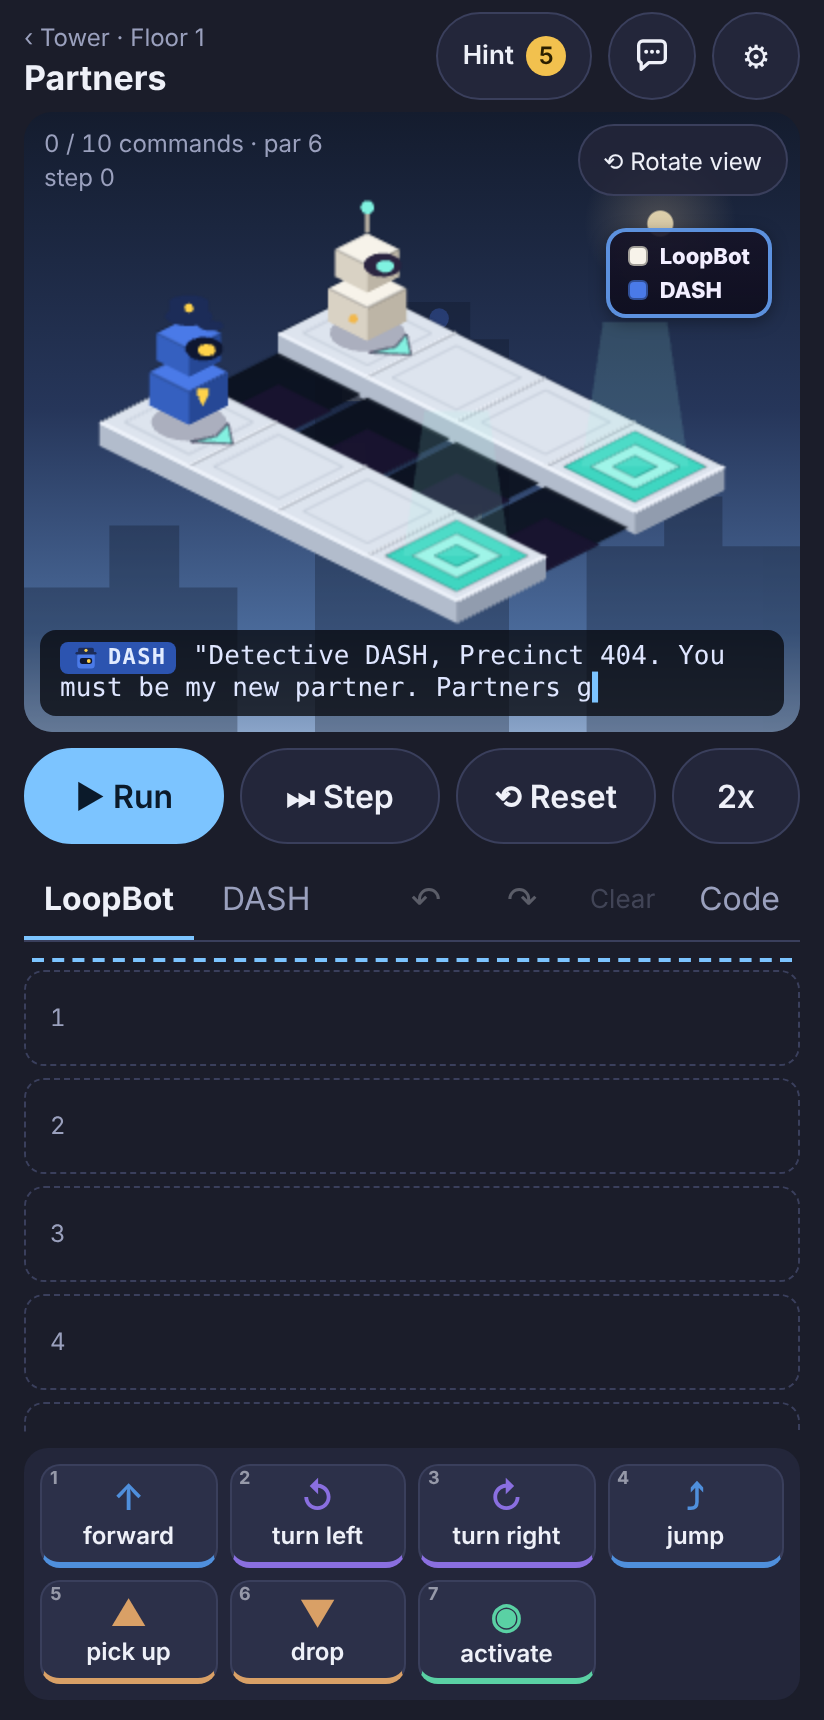 ‹ Tower · Floor 1
Partners
Hint 5
0 / 10 commands · par 6
step 0
⟲ Rotate view
LoopBot
DASH
DASH "Detective DASH, Precinct 404. You
must be my new partner. Partners g
Run
Step
Reset
2x
LoopBot
DASH
Clear
Code
1
2
3
4
1 forward
2 turn left
3 turn right
4 jump
5 pick up
6 drop
7 activate